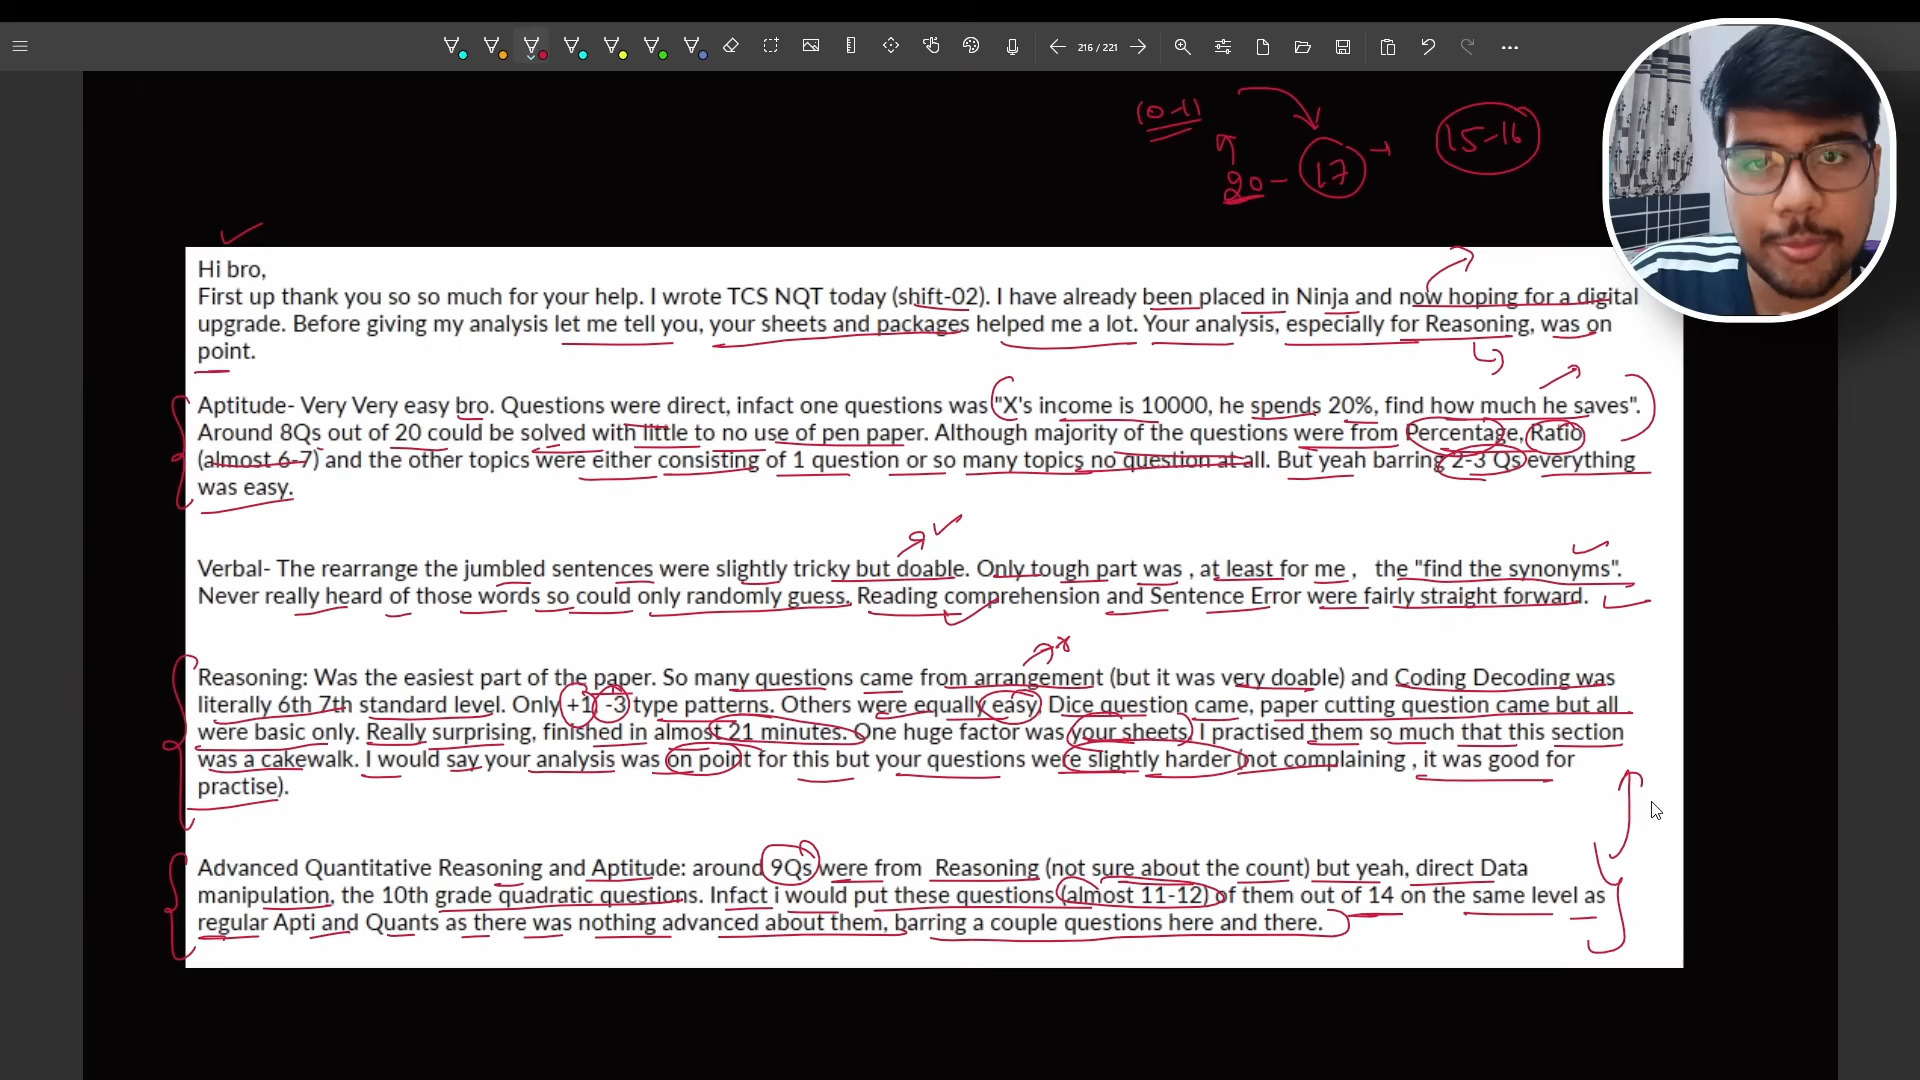 216 / 221
10-11
20 - 17 → 15-16
Hi bro,
First up thank you so so much for your help. I wrote TCS NQT today (shift-02). I have already been placed in Ninja and now hoping for a digital
upgrade. Before giving my analysis let me tell you, your sheets and packages helped me a lot. Your analysis, especially for Reasoning, was on
point.
Aptitude- Very Very easy bro. Questions were direct, infact one questions was "X's income is 10000, he spends 20%, find how much he saves".
Around 8Qs out of 20 could be solved with little to no use of pen paper. Although majority of the questions were from Percentage, Ratio
(almost 6-7) and the other topics were either consisting of 1 question or so many topics no question at all. But yeah barring 2-3 Qs everything
was easy.
Verbal- The rearrange the jumbled sentences were slightly tricky but doable. Only tough part was , at least for me , the "find the synonyms".
Never really heard of those words so could only randomly guess. Reading comprehension and Sentence Error were fairly straight forward.
Reasoning: Was the easiest part of the paper. So many questions came from arrangement (but it was very doable) and Coding Decoding was
literally 6th 7th standard level. Only +1 -3 type patterns. Others were equally easy. Dice question came, paper cutting question came but all
were basic only. Really surprising, finished in almost 21 minutes. One huge factor was your sheets. I practised them so much that this section
was a cakewalk. I would say your analysis was on point for this but your questions were slightly harder (not complaining , it was good for
practise).
Advanced Quantitative Reasoning and Aptitude: around 9Qs were from Reasoning (not sure about the count) but yeah, direct Data
manipulation, the 10th grade quadratic questions. Infact i would put these questions (almost 11-12) of them out of 14 on the same level as
regular Apti and Quants as there was nothing advanced about them, barring a couple questions here and there.